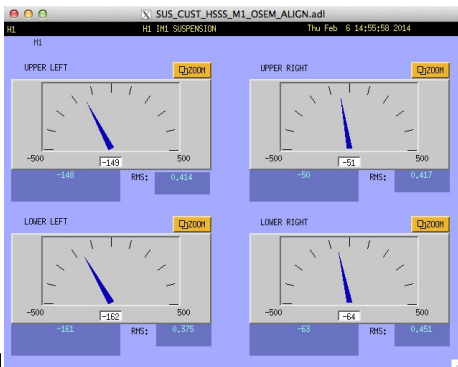 X SUS_CUST_HSSS_M1_OSEM_ALIGN.adl
H1 H1 IM1 SUSPENSION Thu Feb 6 14:55:58 2014
M1
UPPER LEFT ZOOM
-500 -149 500
-148 RMS: 0.414
UPPER RIGHT ZOOM
-500 -51 500
-50 RMS: 0.417
LOWER LEFT ZOOM
-500 -162 500
-161 RMS: 0.375
LOWER RIGHT ZOOM
-500 -64 500
-63 RMS: 0.451